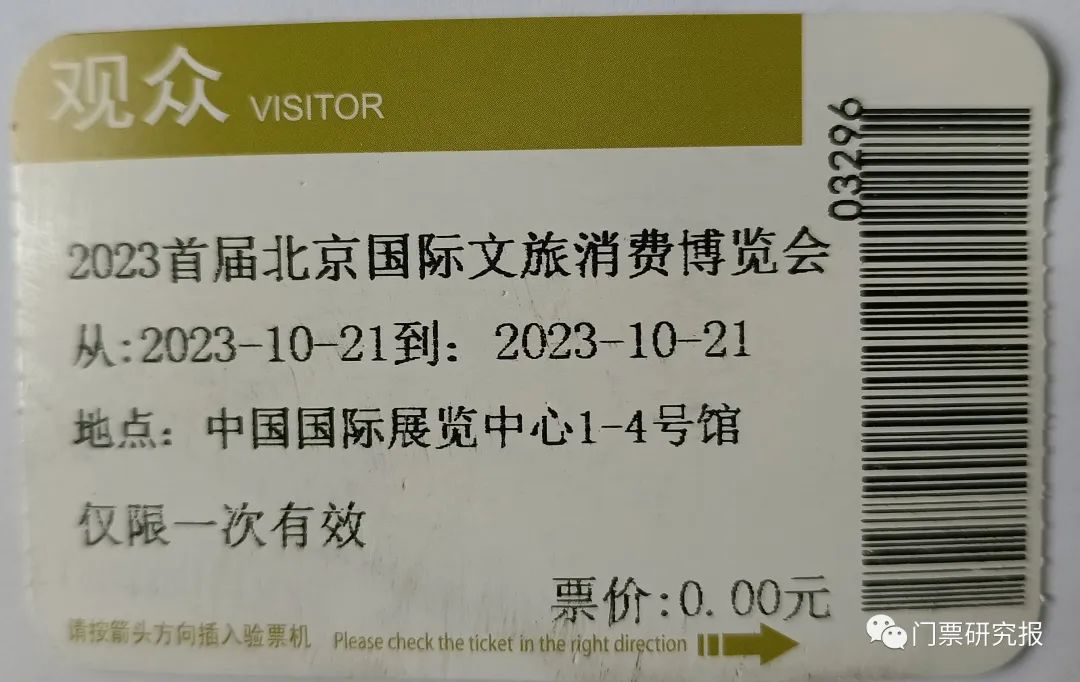 观众 VISITOR
03296
2023首届北京国际文旅消费博览会
从:2023-10-21到：2023-10-21
地点：中国国际展览中心1-4号馆
仅限一次有效
票价:0.00元
请按箭头方向插入验票机 Please check the ticket in the right direction
门票研究报